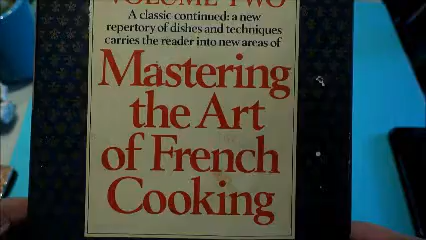 VOLUME TWO
A classic continued: a new
repertory of dishes and techniques
carries the reader into new areas of
Mastering
the Art
of French
Cooking